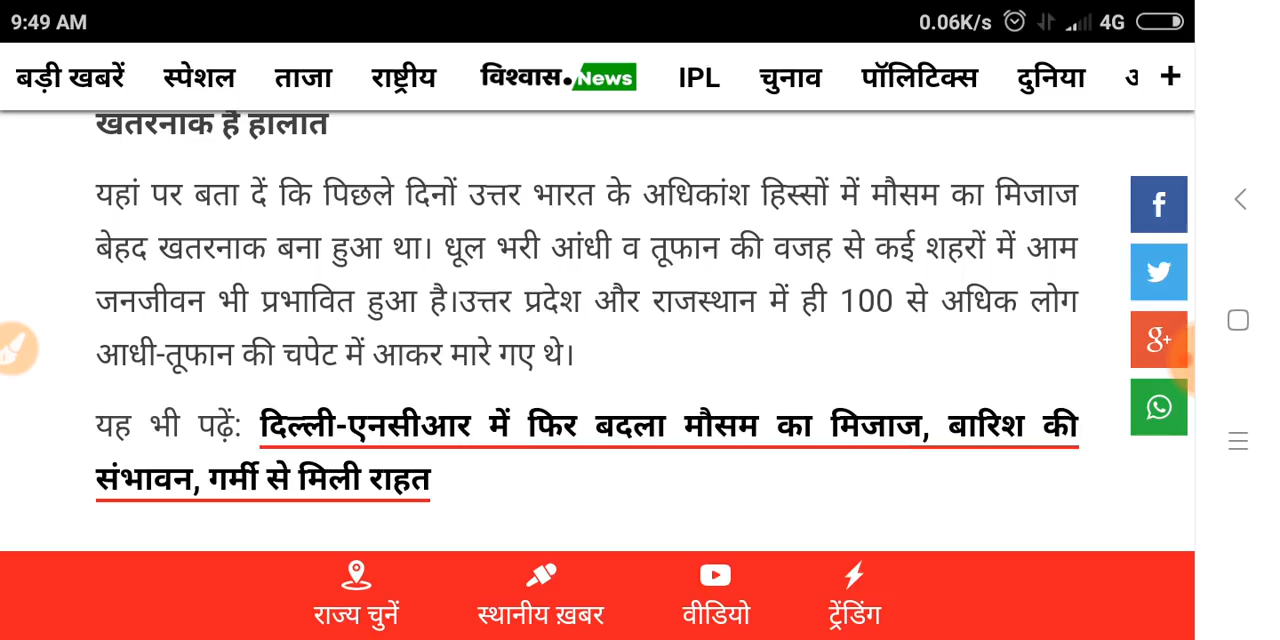 9:49 AM 0.06K/s 4G
बड़ी खबरें स्पेशल ताजा राष्ट्रीय विश्वास.News IPL चुनाव पॉलिटिक्स दुनिया +
खतरनाक है हालात
यहां पर बता दें कि पिछले दिनों उत्तर भारत के अधिकांश हिस्सों में मौसम का मिजाज
बेहद खतरनाक बना हुआ था। धूल भरी आंधी व तूफान की वजह से कई शहरों में आम
जनजीवन भी प्रभावित हुआ है।उत्तर प्रदेश और राजस्थान में ही 100 से अधिक लोग
आधी-तूफान की चपेट में आकर मारे गए थे।
यह भी पढ़ें: दिल्ली-एनसीआर में फिर बदला मौसम का मिजाज, बारिश की
संभावन, गर्मी से मिली राहत
f
g+
राज्य चुनें स्थानीय ख़बर वीडियो ट्रेंडिंग